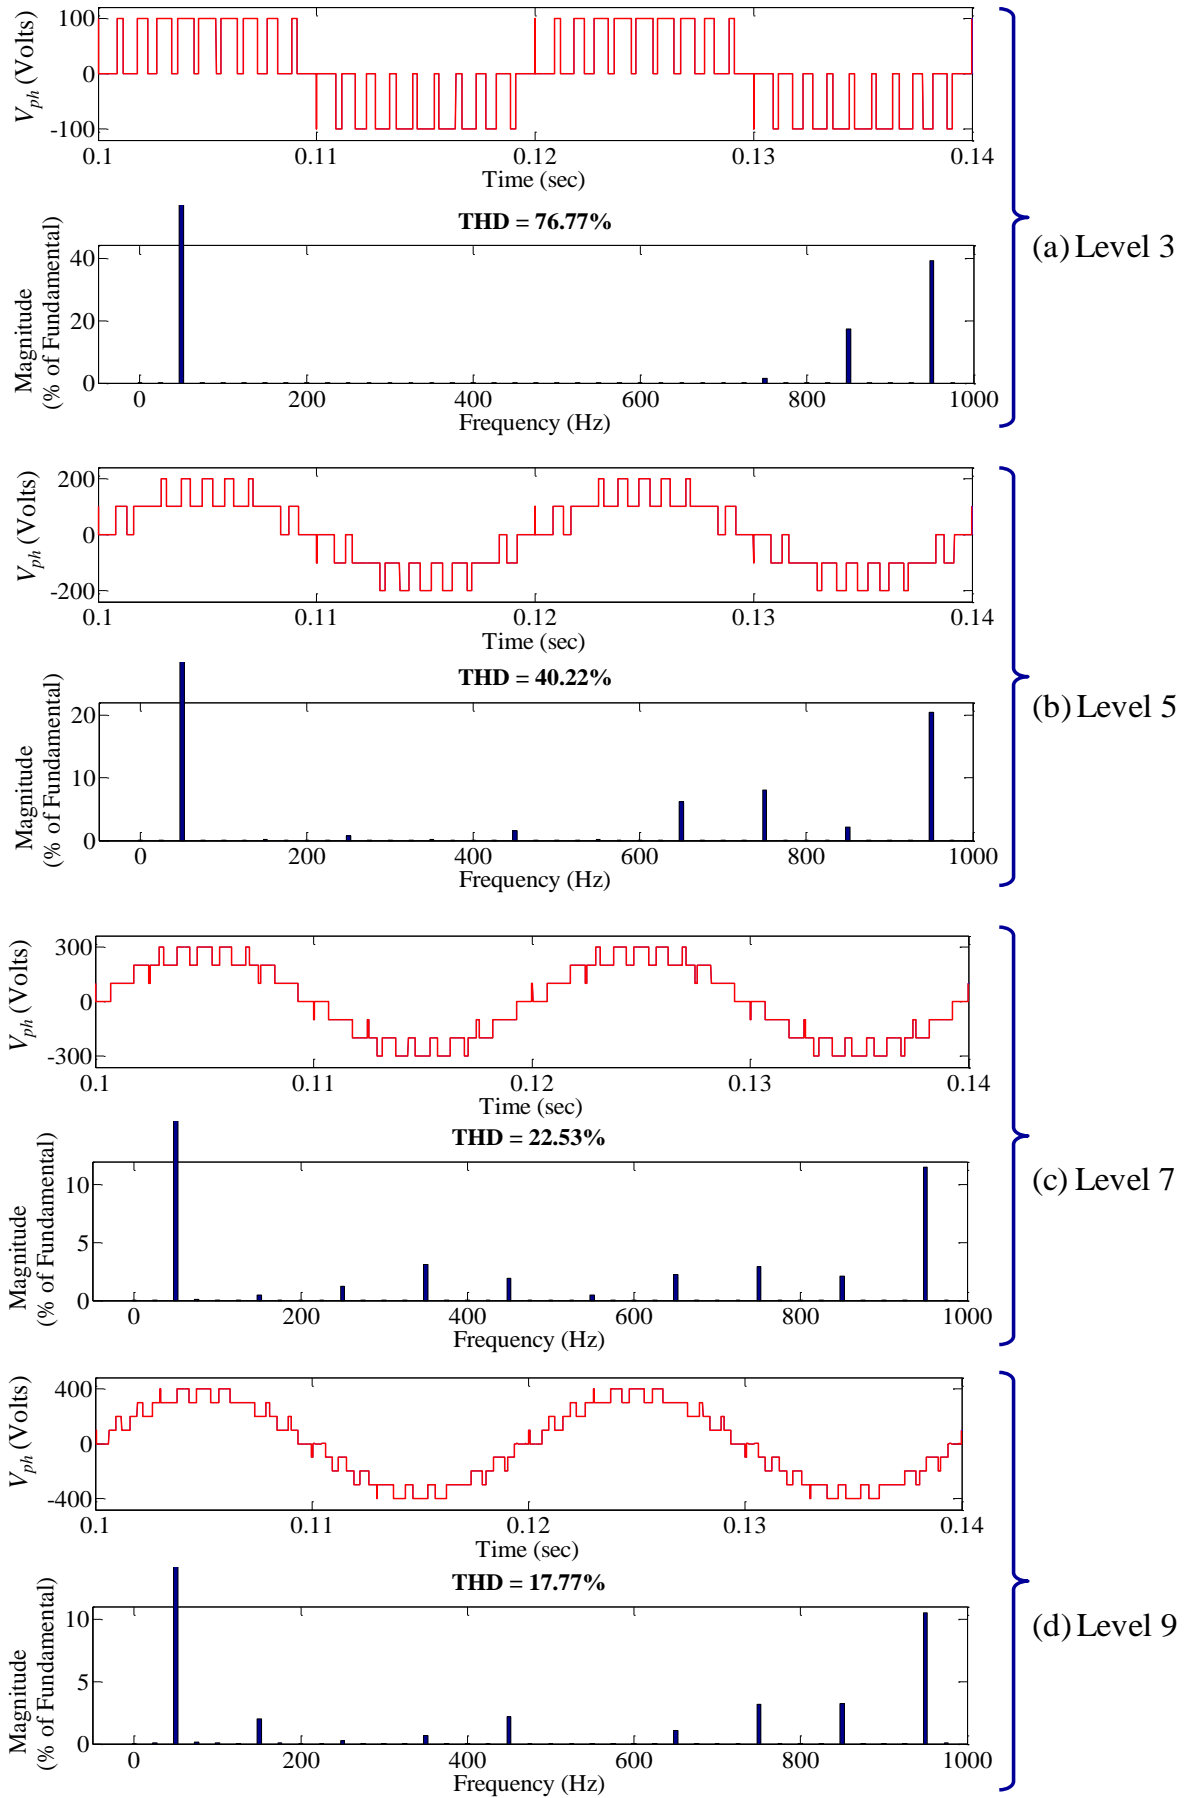 100
0
-100
V_ph (Volts)
0.1 0.11 0.12 0.13 0.14
Time (sec)
THD = 76.77%
40
20
0
Magnitude
(% of Fundamental)
0 200 400 600 800 1000
Frequency (Hz)
(a) Level 3
200
0
-200
V_ph (Volts)
0.1 0.11 0.12 0.13 0.14
Time (sec)
THD = 40.22%
20
10
0
Magnitude
(% of Fundamental)
0 200 400 600 800 1000
Frequency (Hz)
(b) Level 5
300
0
-300
V_ph (Volts)
0.1 0.11 0.12 0.13 0.14
Time (sec)
THD = 22.53%
10
5
0
Magnitude
(% of Fundamental)
0 200 400 600 800 1000
Frequency (Hz)
(c) Level 7
400
0
-400
V_ph (Volts)
0.1 0.11 0.12 0.13 0.14
Time (sec)
THD = 17.77%
10
5
0
Magnitude
(% of Fundamental)
0 200 400 600 800 1000
Frequency (Hz)
(d) Level 9